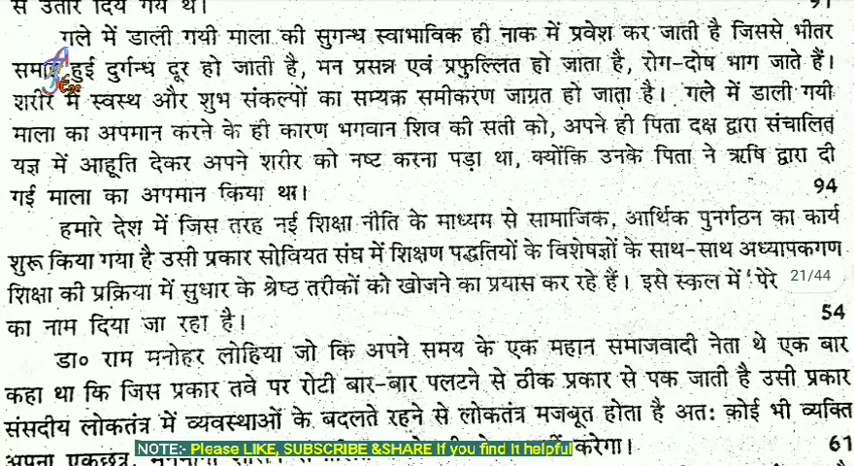 से उतार दिये गये थे। 91
गले में डाली गयी माला की सुगन्ध स्वाभाविक ही नाक में प्रवेश कर जाती है जिससे भीतर
हुई दुर्गन्ध दूर हो जाती है, मन प्रसन्न एवं प्रफुल्लित हो जाता है, रोग-दोष भाग जाते हैं।
शरीर में स्वस्थ और शुभ संकल्पों का सम्यक् समीकरण जाग्रत हो जाता है। गले में डाली गयी
माला का अपमान करने के ही कारण भगवान शिव की सती को, अपने ही पिता दक्ष द्वारा संचालित
यज्ञ में आहूति देकर अपने शरीर को नष्ट करना पड़ा था, क्योंकि उनके पिता ने ऋषि द्वारा दी
गई माला का अपमान किया था। 94
हमारे देश में जिस तरह नई शिक्षा नीति के माध्यम से सामाजिक, आर्थिक पुनर्गठन का कार्य
शुरू किया गया है उसी प्रकार सोवियत संघ में शिक्षण पद्धतियों के विशेषज्ञों के साथ-साथ अध्यापकगण
शिक्षा की प्रक्रिया में सुधार के श्रेष्ठ तरीकों को खोजने का प्रयास कर रहे हैं। इसे स्कूल में 'पेरे 21/44
का नाम दिया जा रहा है। 54
डा० राम मनोहर लोहिया जो कि अपने समय के एक महान समाजवादी नेता थे एक बार
कहा था कि जिस प्रकार तवे पर रोटी बार-बार पलटने से ठीक प्रकार से पक जाती है उसी प्रकार
संसदीय लोकतंत्र में व्यवस्थाओं के बदलते रहने से लोकतंत्र मजबूत होता है अतः कोई भी व्यक्ति
अपना एकछत्र, करेगा। 61
NOTE:- Please LIKE, SUBSCRIBE &SHARE If you find It helpful